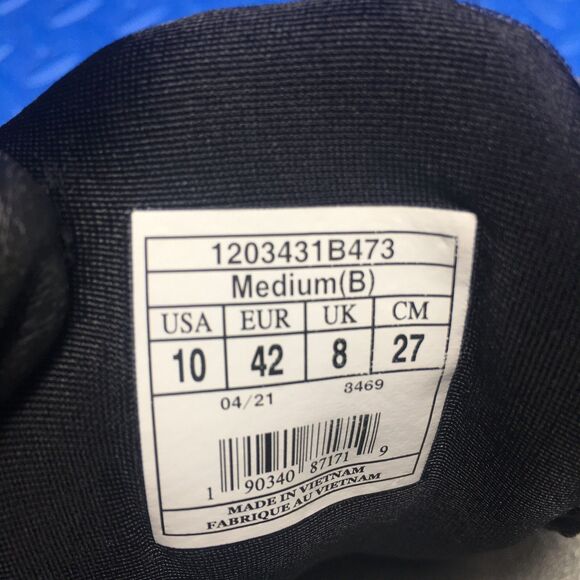 1203431B473
Medium(B)
USA EUR UK CM
10 42 8 27
04/21 3469
1 90340 87171 9
MADE IN VIETNAM
FABRIQUE AU VIETNAM